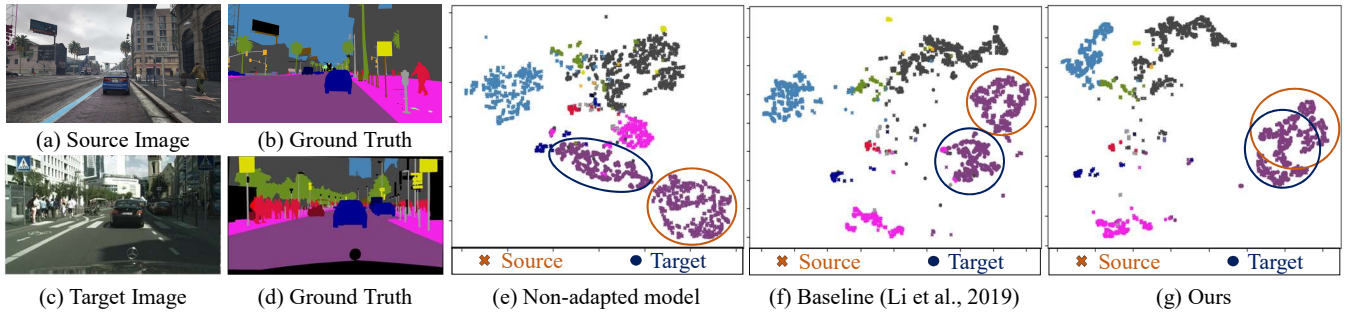 (a) Source Image
(b) Ground Truth
(c) Target Image
(d) Ground Truth
Source
Target
(e) Non-adapted model
Source
Target
(f) Baseline (Li et al., 2019)
Source
Target
(g) Ours